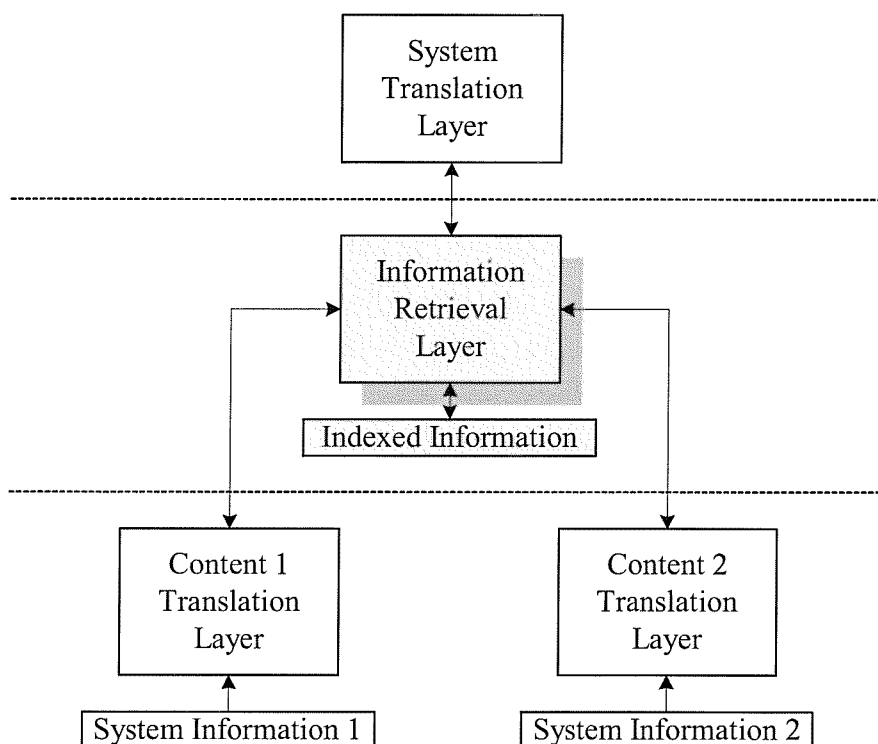 System
Translation
Layer
Information
Retrieval
Layer
Indexed Information
Content 1
Translation
Layer
Content 2
Translation
Layer
System Information 1
System Information 2